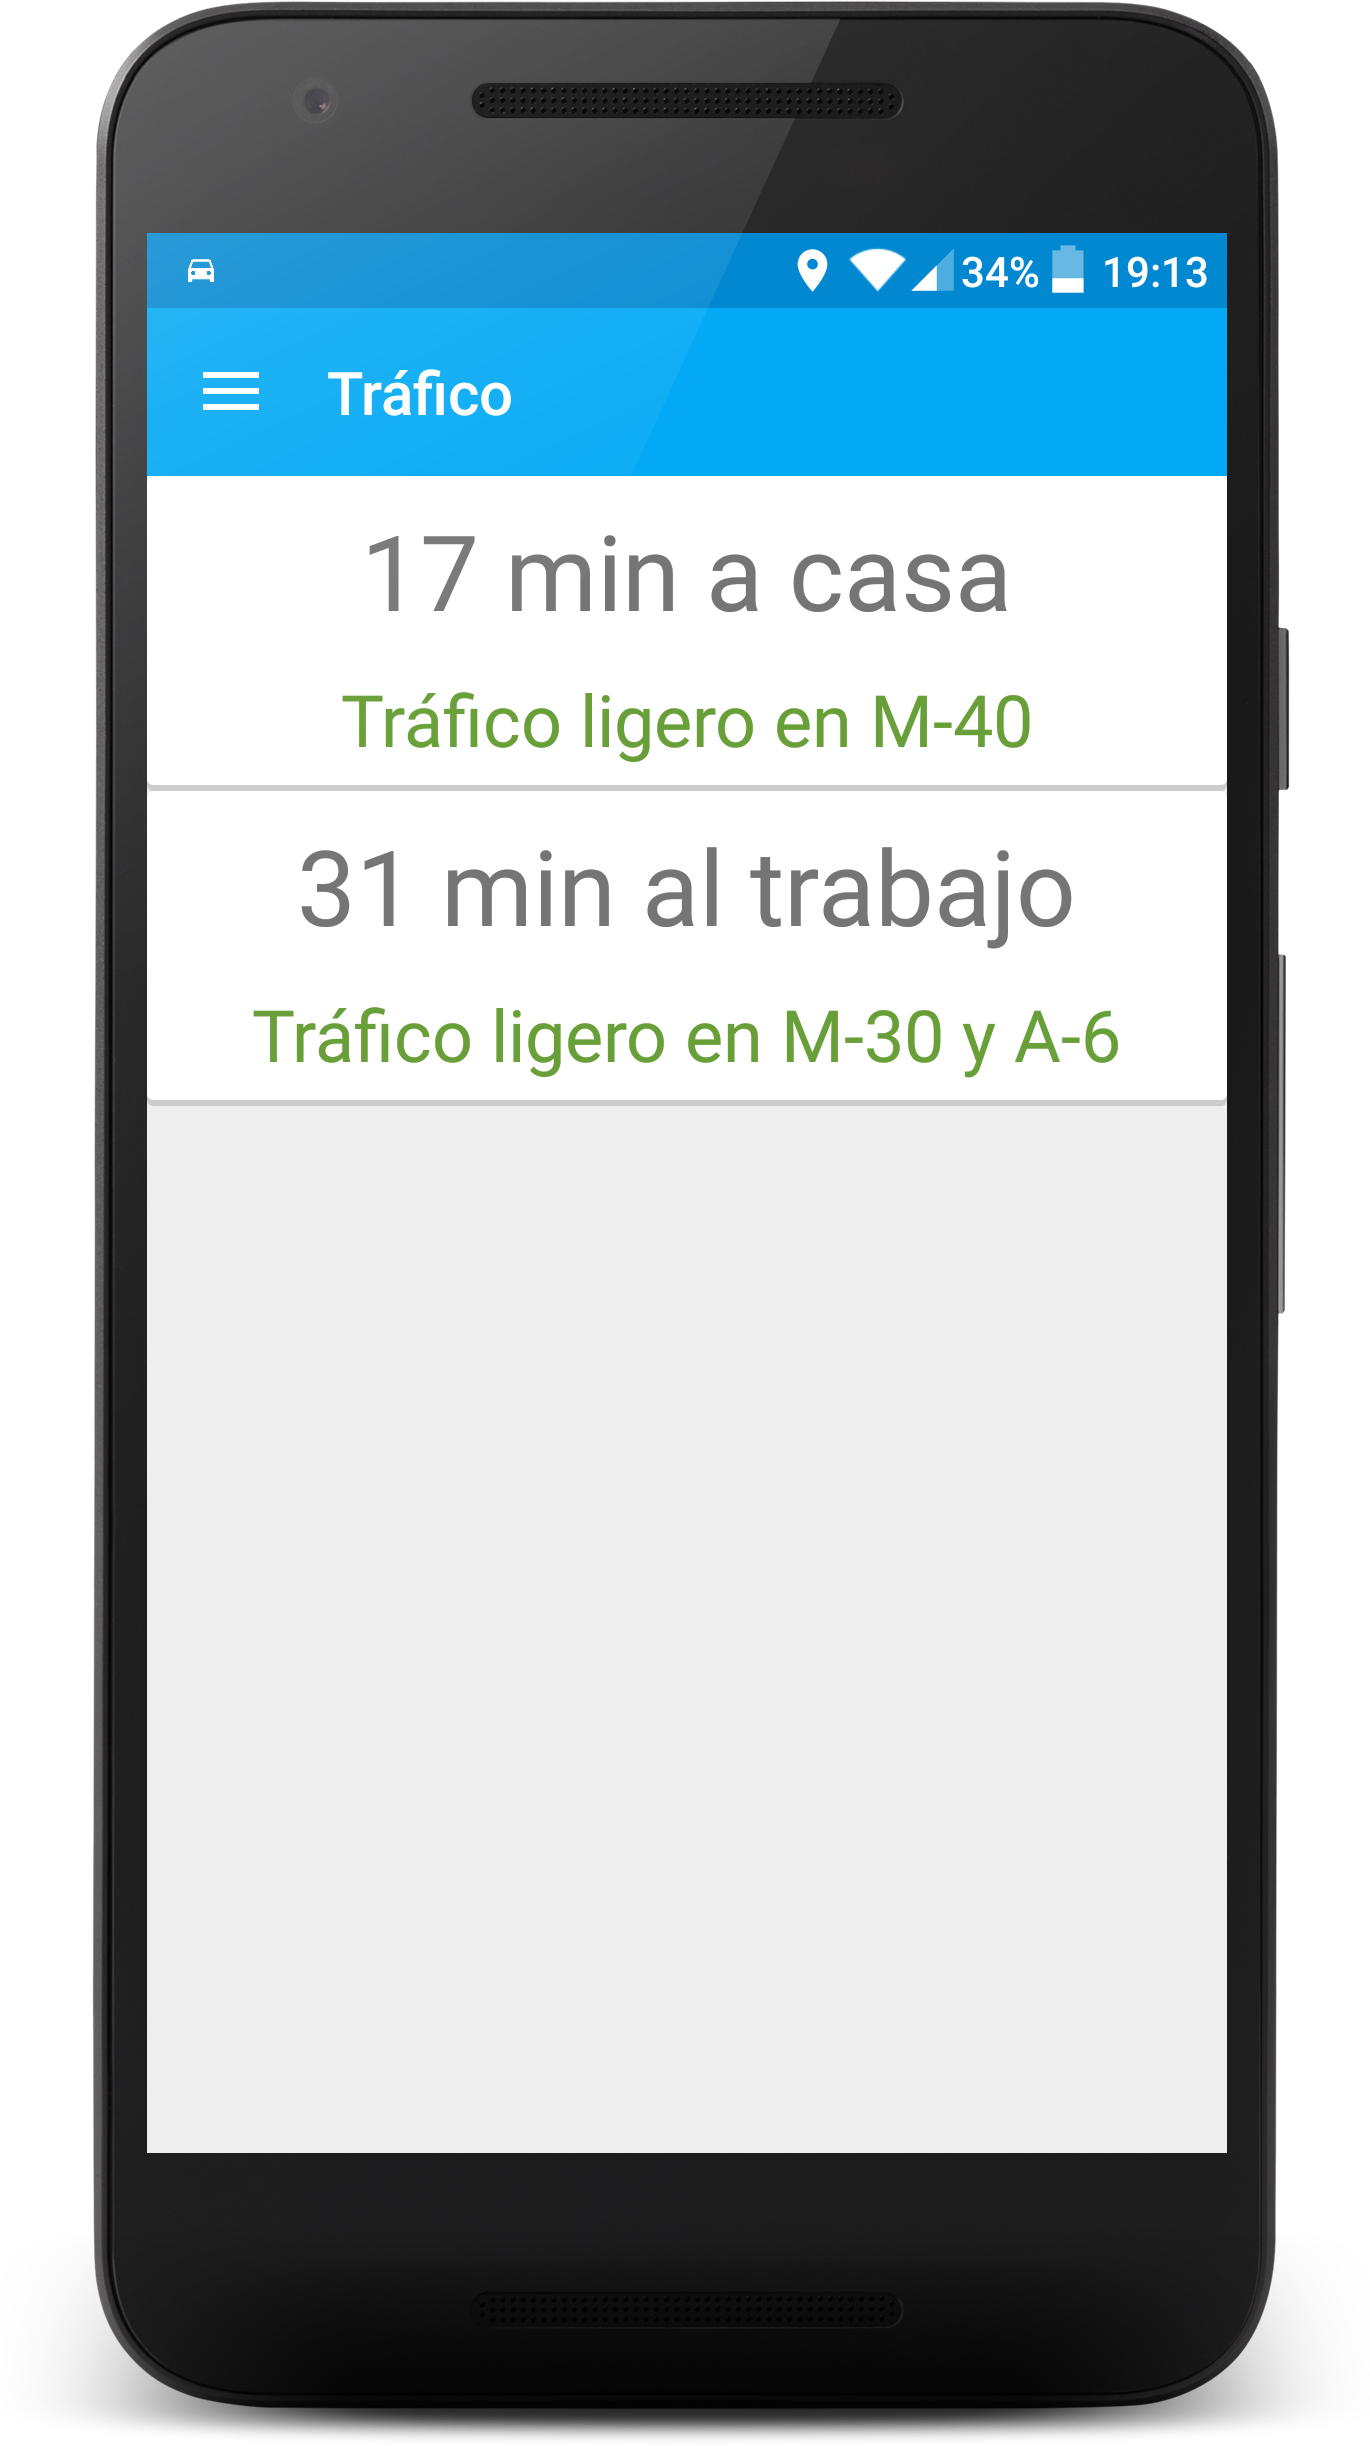 34% 19:13
Tráfico
17 min a casa
Tráfico ligero en M-40
31 min al trabajo
Tráfico ligero en M-30 y A-6